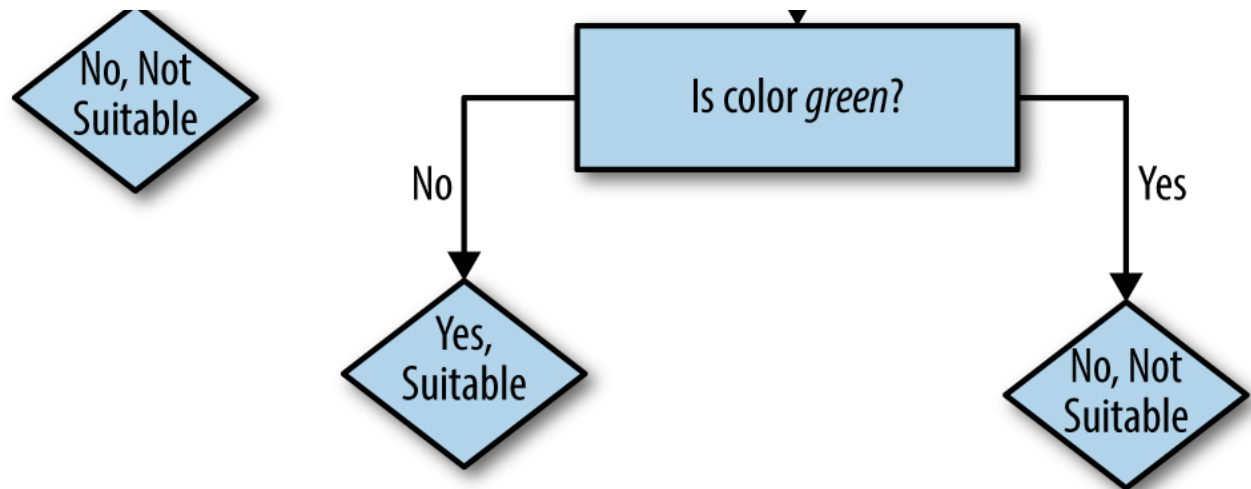 No, Not
Suitable
Is color green?
No
Yes
Yes,
Suitable
No, Not
Suitable